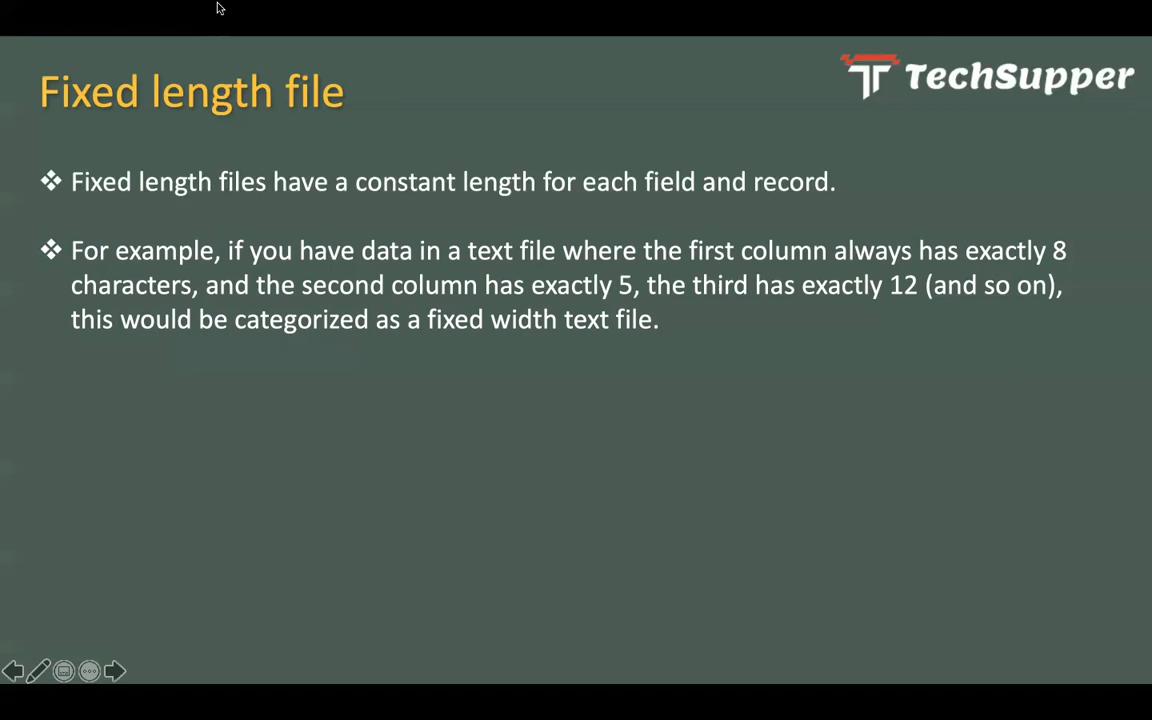 TechSupper
Fixed length file
❖ Fixed length files have a constant length for each field and record.
❖ For example, if you have data in a text file where the first column always has exactly 8
characters, and the second column has exactly 5, the third has exactly 12 (and so on),
this would be categorized as a fixed width text file.